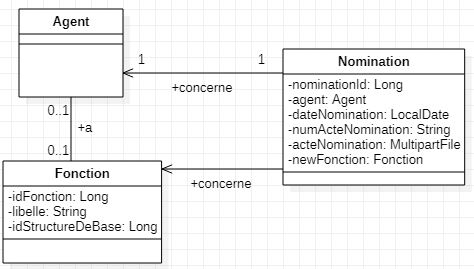 Agent
1
1
+concerne
Nomination
-nominationId: Long
-agent: Agent
-dateNomination: LocalDate
-numActeNomination: String
-acteNomination: MultipartFile
-newFonction: Fonction
0..1
+a
0..1
+concerne
Fonction
-idFonction: Long
-libelle: String
-idStructureDeBase: Long